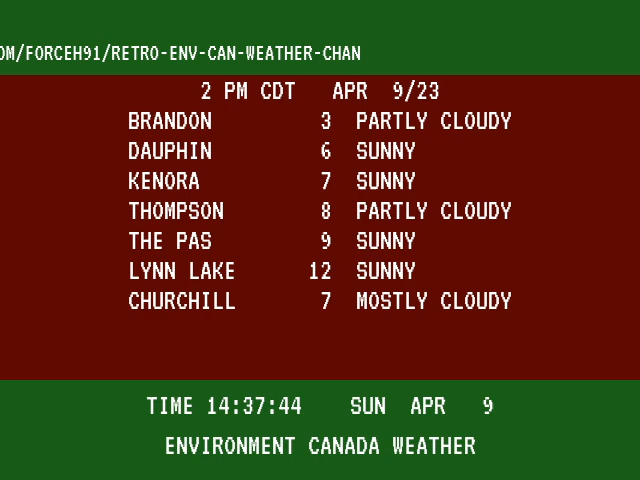 OM/FORCEH91/RETRO-ENV-CAN-WEATHER-CHAN
2 PM CDT APR 9/23
BRANDON 3 PARTLY CLOUDY
DAUPHIN 6 SUNNY
KENORA 7 SUNNY
THOMPSON 8 PARTLY CLOUDY
THE PAS 9 SUNNY
LYNN LAKE 12 SUNNY
CHURCHILL 7 MOSTLY CLOUDY
TIME 14:37:44 SUN APR 9
ENVIRONMENT CANADA WEATHER